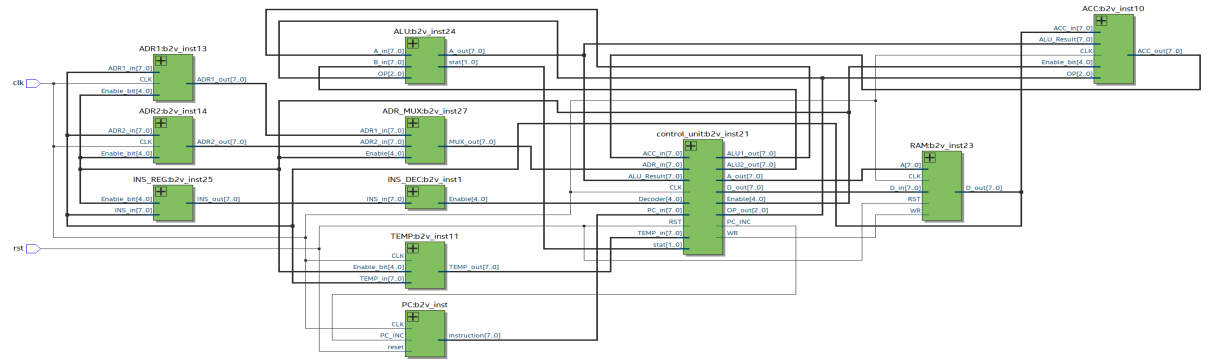 clk
rst
ADR1:b2v_inst13
ADR1_in[7..0]
CLK
Enable_bit[4..0]
ADR1_out[7..0]
ADR2:b2v_inst14
ADR2_in[7..0]
CLK
Enable_bit[4..0]
ADR2_out[7..0]
INS_REG:b2v_inst25
Enable_bit[4..0]
INS_in[7..0]
INS_out[7..0]
ALU:b2v_inst24
A_in[7..0]
B_in[7..0]
OP[2..0]
A_out[7..0]
stat[1..0]
ADR_MUX:b2v_inst27
ADR1_in[7..0]
ADR2_in[7..0]
Enable[4..0]
MUX_out[7..0]
INS_DEC:b2v_inst1
INS_in[7..0]
Enable[4..0]
TEMP:b2v_inst11
CLK
Enable_bit[4..0]
TEMP_in[7..0]
TEMP_out[7..0]
PC:b2v_inst
CLK
PC_INC
reset
instruction[7..0]
control_unit:b2v_inst21
ACC_in[7..0]
ADR_in[7..0]
ALU_Result[7..0]
CLK
Decoder[4..0]
PC_in[7..0]
RST
TEMP_in[7..0]
stat[1..0]
ALU1_out[7..0]
ALU2_out[7..0]
A_out[7..0]
D_out[7..0]
Enable[4..0]
OP_out[2..0]
PC_INC
WR
RAM:b2v_inst23
A[7..0]
CLK
D_in[7..0]
RST
WR
D_out[7..0]
ACC:b2v_inst10
ACC_in[7..0]
ALU_Result[7..0]
CLK
Enable_bit[4..0]
OP[2..0]
ACC_out[7..0]